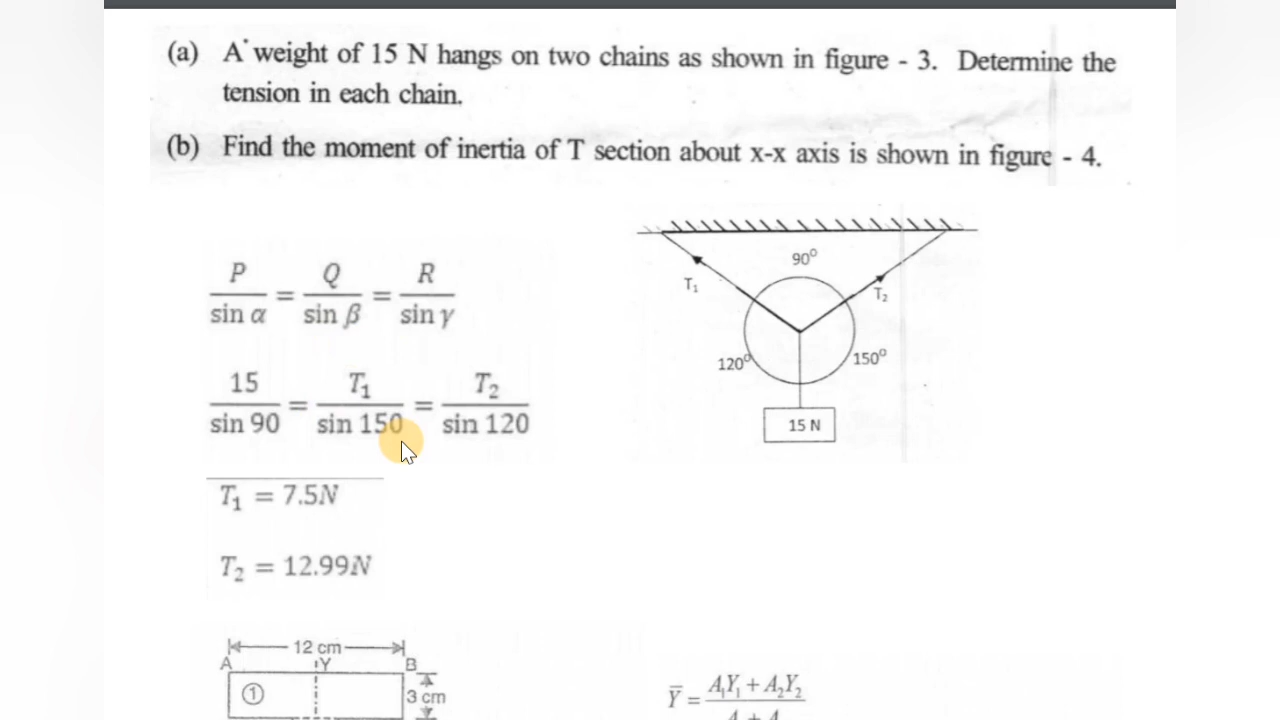 (a) A weight of 15 N hangs on two chains as shown in figure - 3. Determine the
tension in each chain.
(b) Find the moment of inertia of T section about x-x axis is shown in figure - 4.
P/sin α = Q/sin β = R/sin γ
15/sin 90 = T₁/sin 150 = T₂/sin 120
T₁ = 7.5N
T₂ = 12.99N
90⁰
T₁
T₂
120⁰
150⁰
15 N
12 cm
A Y B
① 3 cm
Y̅ = A₁Y₁ + A₂Y₂